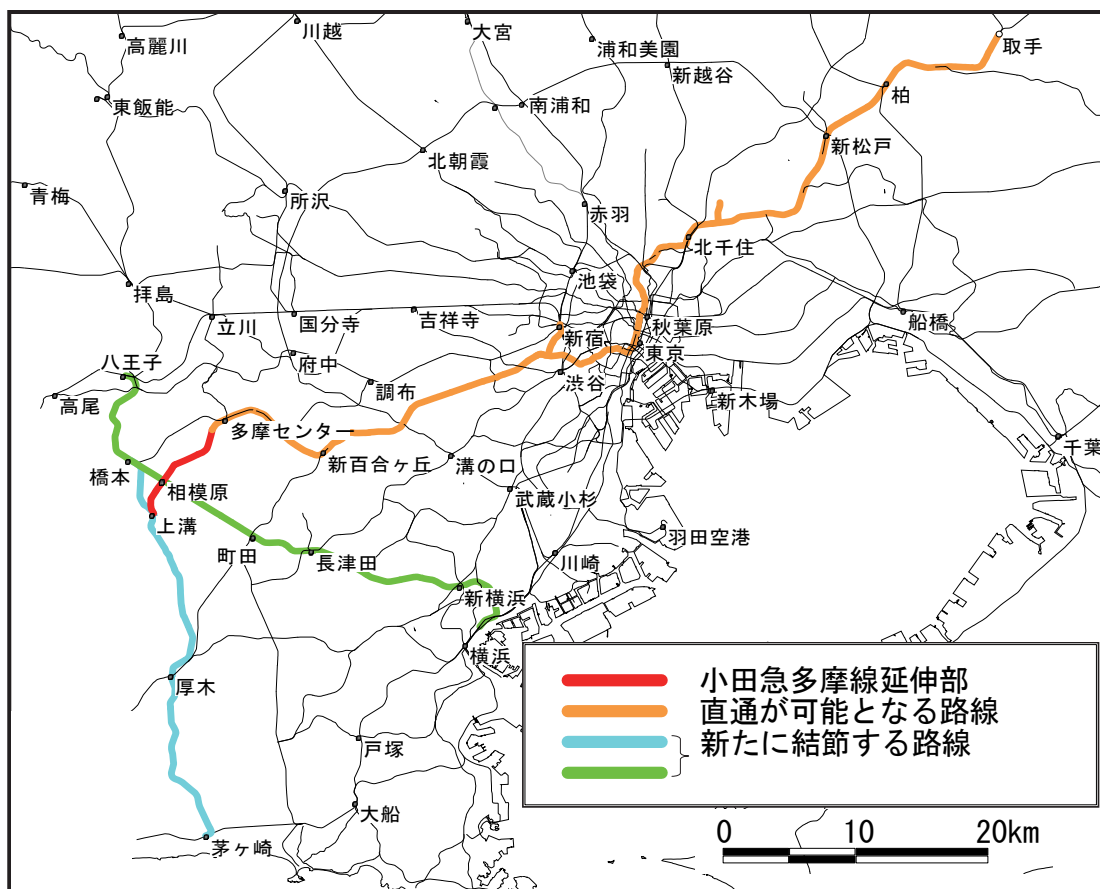 高麗川
川越
大宮
浦和美園
新越谷
取手
柏
東飯能
南浦和
新松戸
北朝霞
青梅
所沢
赤羽
北千住
池袋
拝島
立川
国分寺
吉祥寺
新宿
秋葉原
東京
船橋
八王子
府中
調布
渋谷
新木場
高尾
多摩センター
千葉
橋本
相模原
新百合ヶ丘
溝の口
武蔵小杉
上溝
町田
長津田
羽田空港
川崎
新横浜
横浜
厚木
戸塚
大船
茅ヶ崎
小田急多摩線延伸部
直通が可能となる路線
新たに結節する路線
0 10 20km